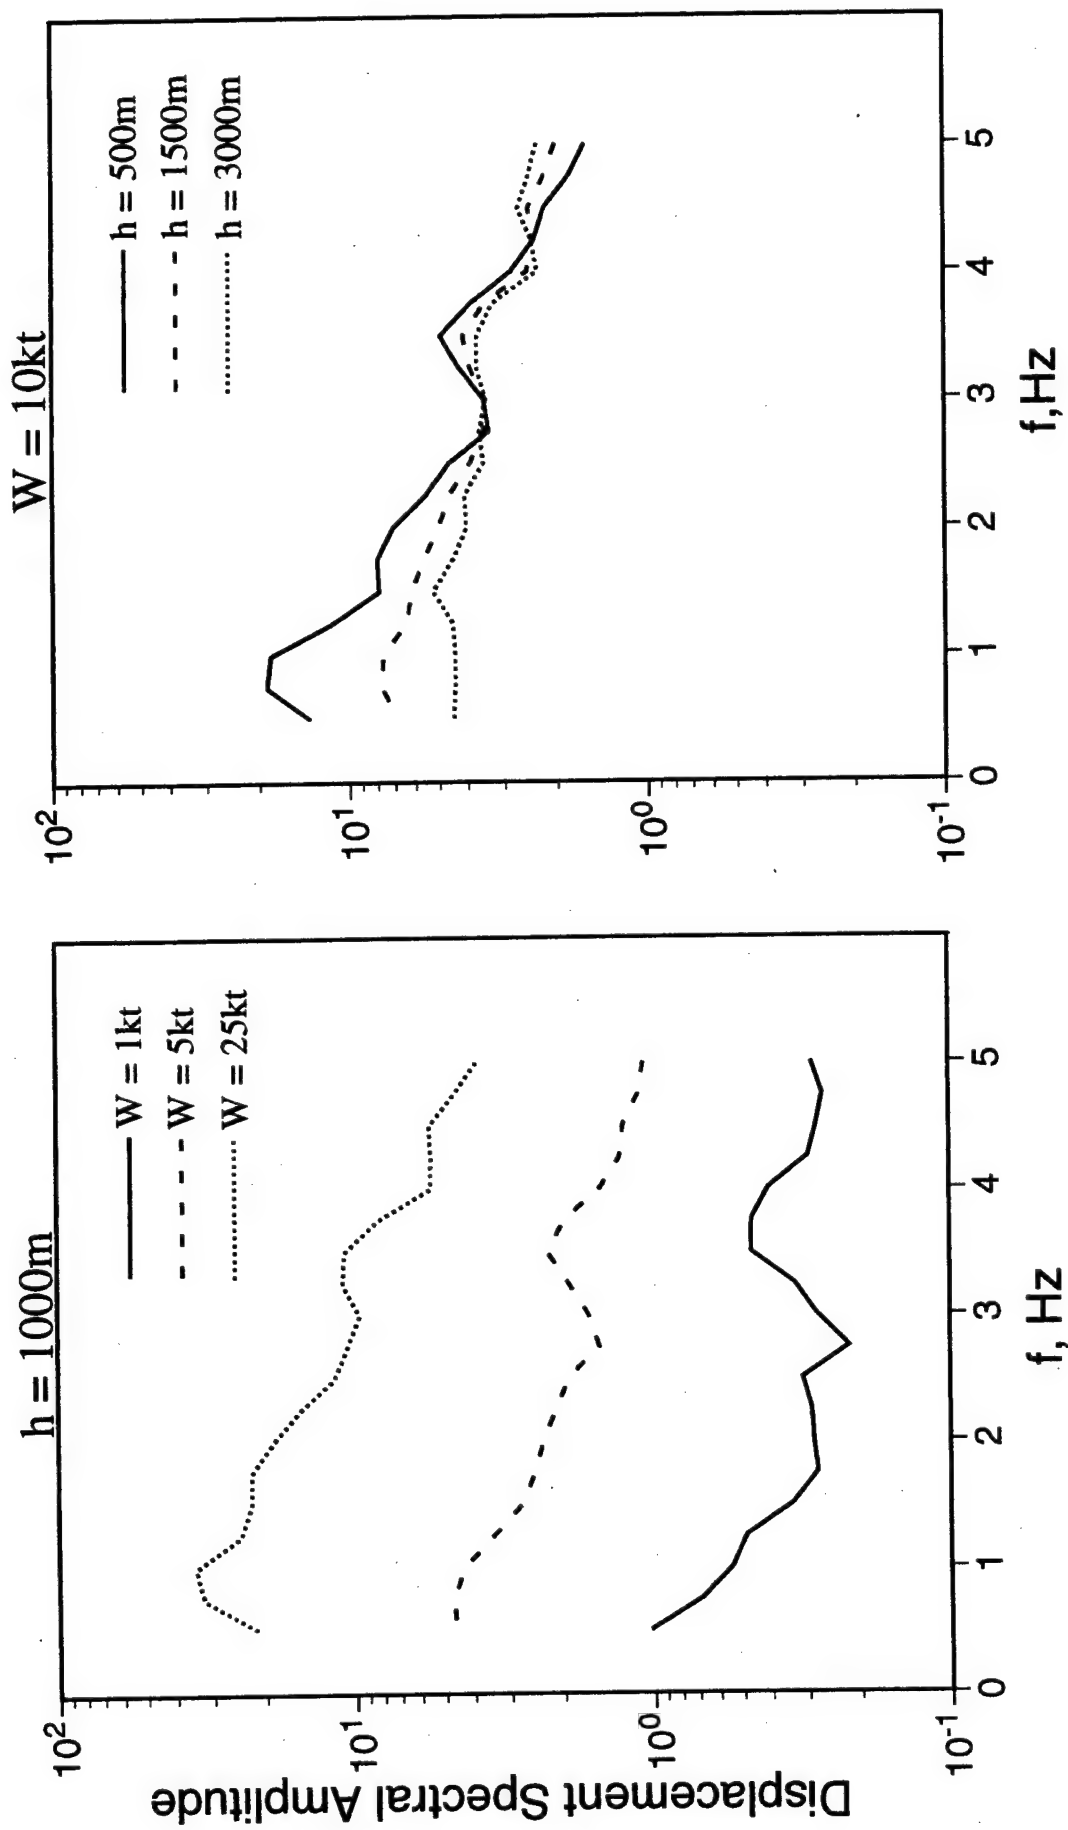 h = 1000m
W = 1kt
W = 5kt
W = 25kt
Displacement Spectral Amplitude
10²
10¹
10⁰
10⁻¹
0 1 2 3 4 5
f, Hz
W = 10kt
h = 500m
h = 1500m
h = 3000m
10²
10¹
10⁰
10⁻¹
0 1 2 3 4 5
f,Hz